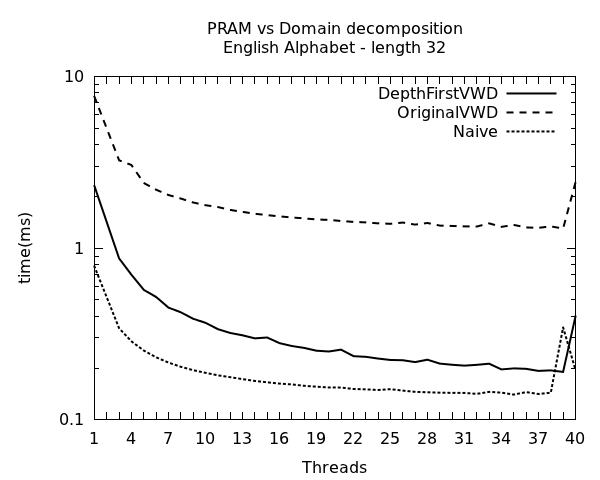 PRAM vs Domain decomposition
English Alphabet - length 32
10
DepthFirstVWD
OriginalVWD
Naive
time(ms)
1
0.1
1 4 7 10 13 16 19 22 25 28 31 34 37 40
Threads